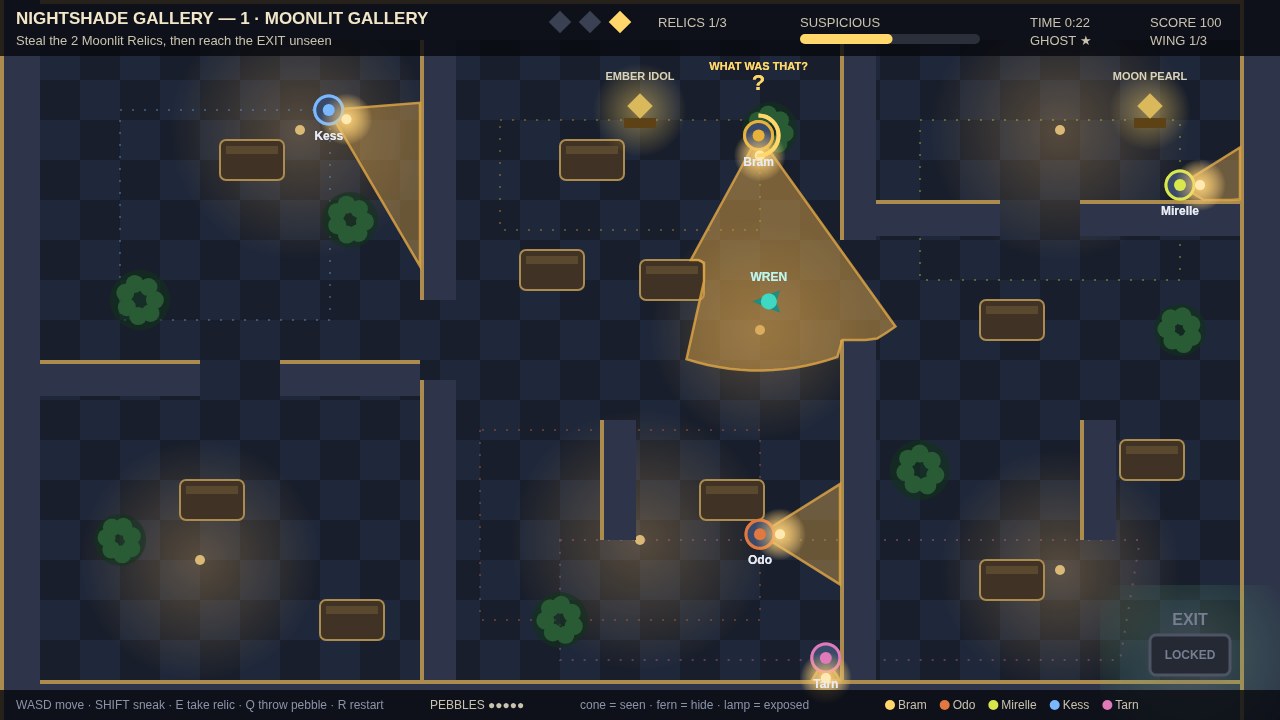 NIGHTSHADE GALLERY — 1 · MOONLIT GALLERY
Steal the 2 Moonlit Relics, then reach the EXIT unseen
RELICS 1/3
SUSPICIOUS
TIME 0:22
GHOST ★
SCORE 100
WING 1/3
EMBER IDOL
WHAT WAS THAT?
?
MOON PEARL
Kess
Bram
Mirelle
WREN
Odo
EXIT
LOCKED
Tarn
WASD move · SHIFT sneak · E take relic · Q throw pebble · R restart
PEBBLES ●●●●●
cone = seen · fern = hide · lamp = exposed
Bram
Odo
Mirelle
Kess
Tarn